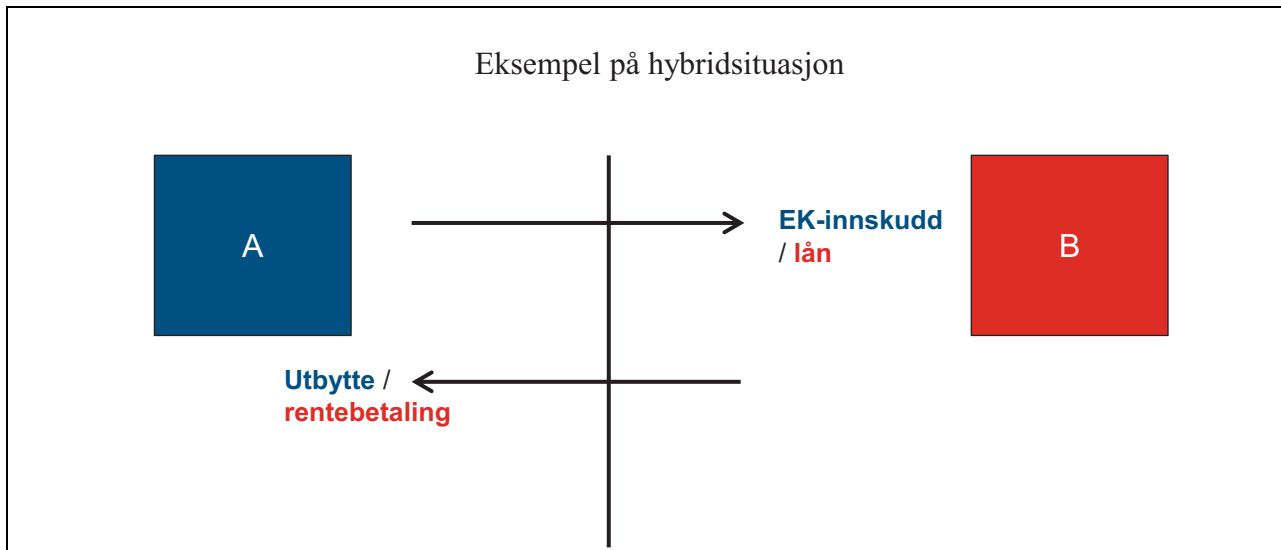 Eksempel på hybridsituasjon
A
EK-innskudd
/ lån
B
Utbytte /
rentebetaling